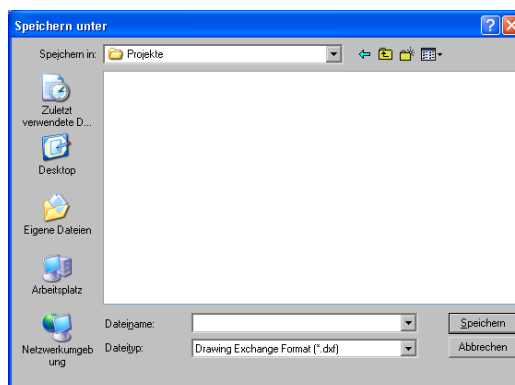 Speichern unter
Speichern in:
Projekte
Zuletzt
verwendete D...
Desktop
Eigene Dateien
Arbeitsplatz
Netzwerkumgeb
ung
Dateiname:
Speichern
Dateityp:
Drawing Exchange Format (*.dxf)
Abbrechen